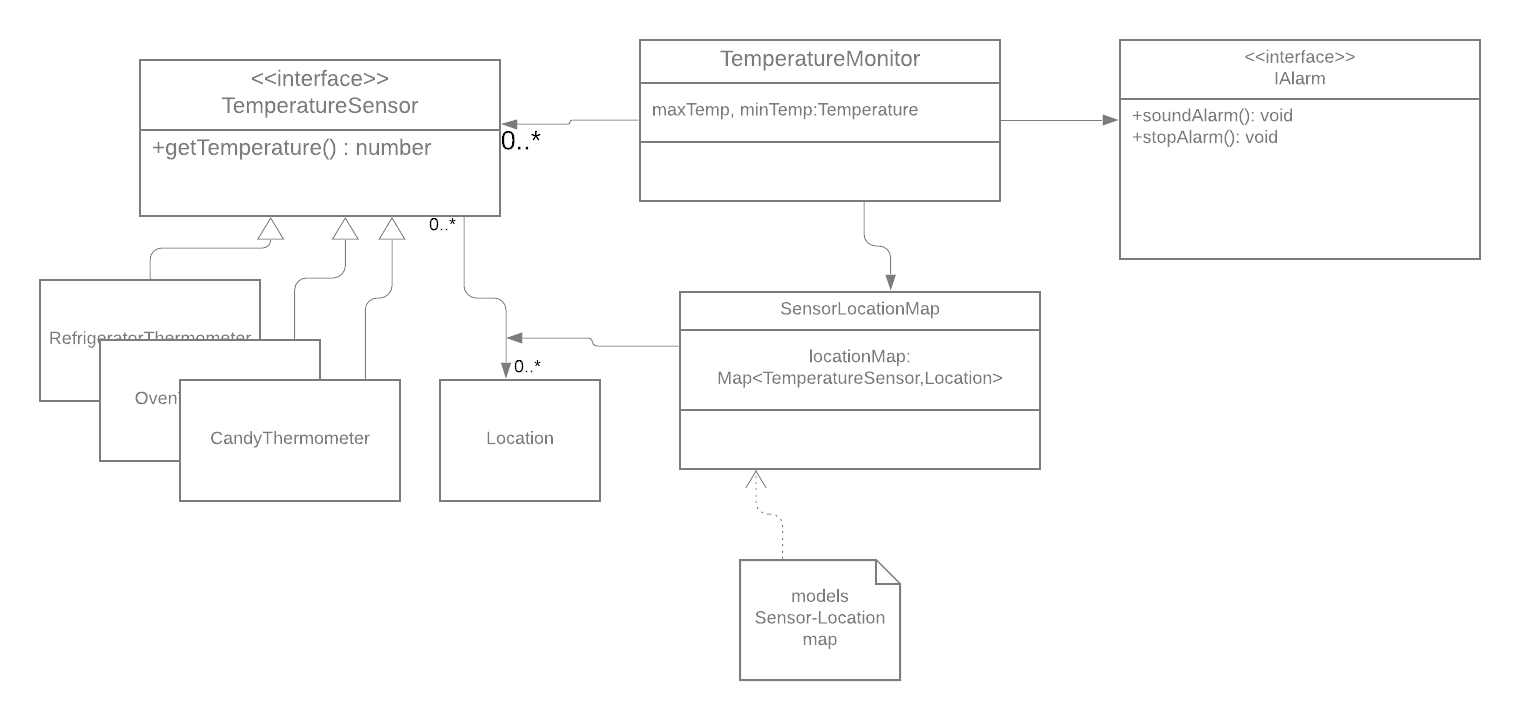 <<interface>>
TemperatureSensor
+getTemperature() : number
0..*
0..*
TemperatureMonitor
maxTemp, minTemp:Temperature
<<interface>>
IAlarm
+soundAlarm(): void
+stopAlarm(): void
RefrigeratorThermometer
Oven
CandyThermometer
0..*
Location
SensorLocationMap
locationMap:
Map<TemperatureSensor,Location>
models
Sensor-Location
map